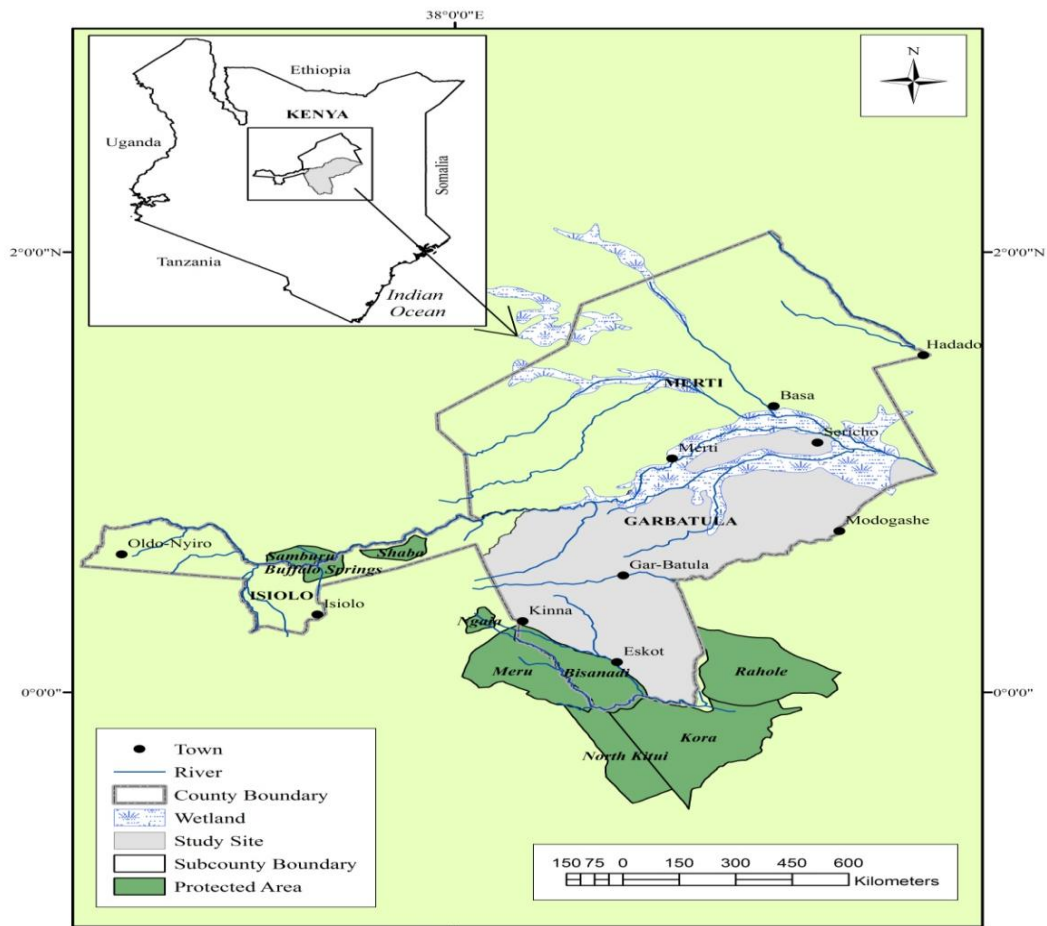 38°0'0"E
N
Ethiopia
KENYA
Uganda
Somalia
Tanzania
Indian
Ocean
2°0'0"N
2°0'0"N
Hadado
MERTI
Basa
Sericho
Merti
GARBATULA
Modogashe
Oldo-Nyiro
Samburu
Shaba
Buffalo Springs
Gar-Batula
ISIOLO
Isiolo
Ngaia
Kinna
Eskot
Meru
Bisanadi
Rahole
0°0'0"
0°0'0"
Kora
North Kitui
Town
River
County Boundary
Wetland
Study Site
Subcounty Boundary
Protected Area
150 75 0 150 300 450 600
Kilometers